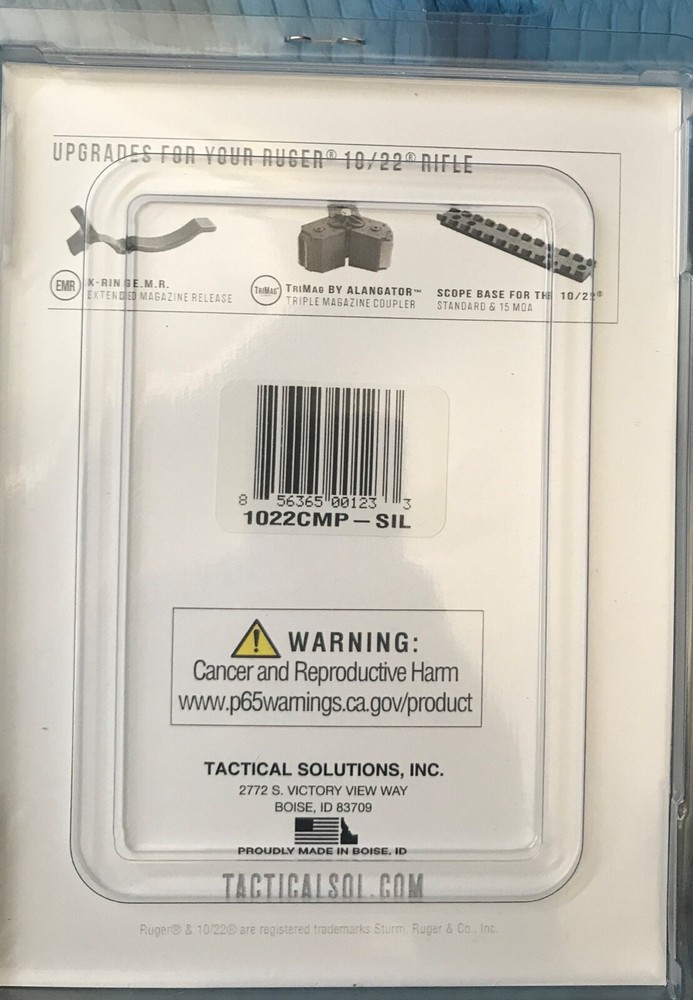 UPGRADES FOR YOUR RUGER® 10/22® RIFLE
EMR
X-RING E.M.R.
EXTENDED MAGAZINE RELEASE
TRIMAG
TRIMAG BY ALANGATOR™
TRIPLE MAGAZINE COUPLER
SCOPE BASE FOR THE 10/22®
STANDARD & 15 MOA
8 56365 00123 3
1022CMP-SIL
WARNING:
Cancer and Reproductive Harm
www.p65warnings.ca.gov/product
TACTICAL SOLUTIONS, INC.
2772 S. VICTORY VIEW WAY
BOISE, ID 83709
PROUDLY MADE IN BOISE, ID
TACTICALSOL.COM
Ruger® & 10/22® are registered trademarks Sturm, Ruger & Co., Inc.